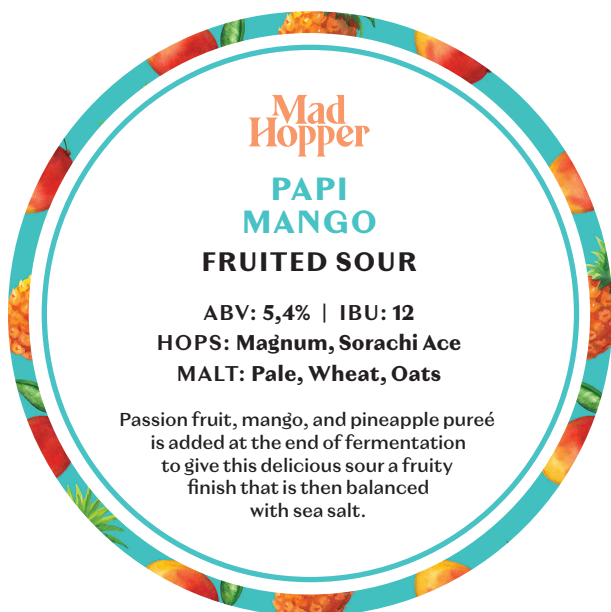 Mad
Hopper
PAPI
MANGO
FRUITED SOUR
ABV: 5,4% | IBU: 12
HOPS: Magnum, Sorachi Ace
MALT: Pale, Wheat, Oats
Passion fruit, mango, and pineapple pureé
is added at the end of fermentation
to give this delicious sour a fruity
finish that is then balanced
with sea salt.